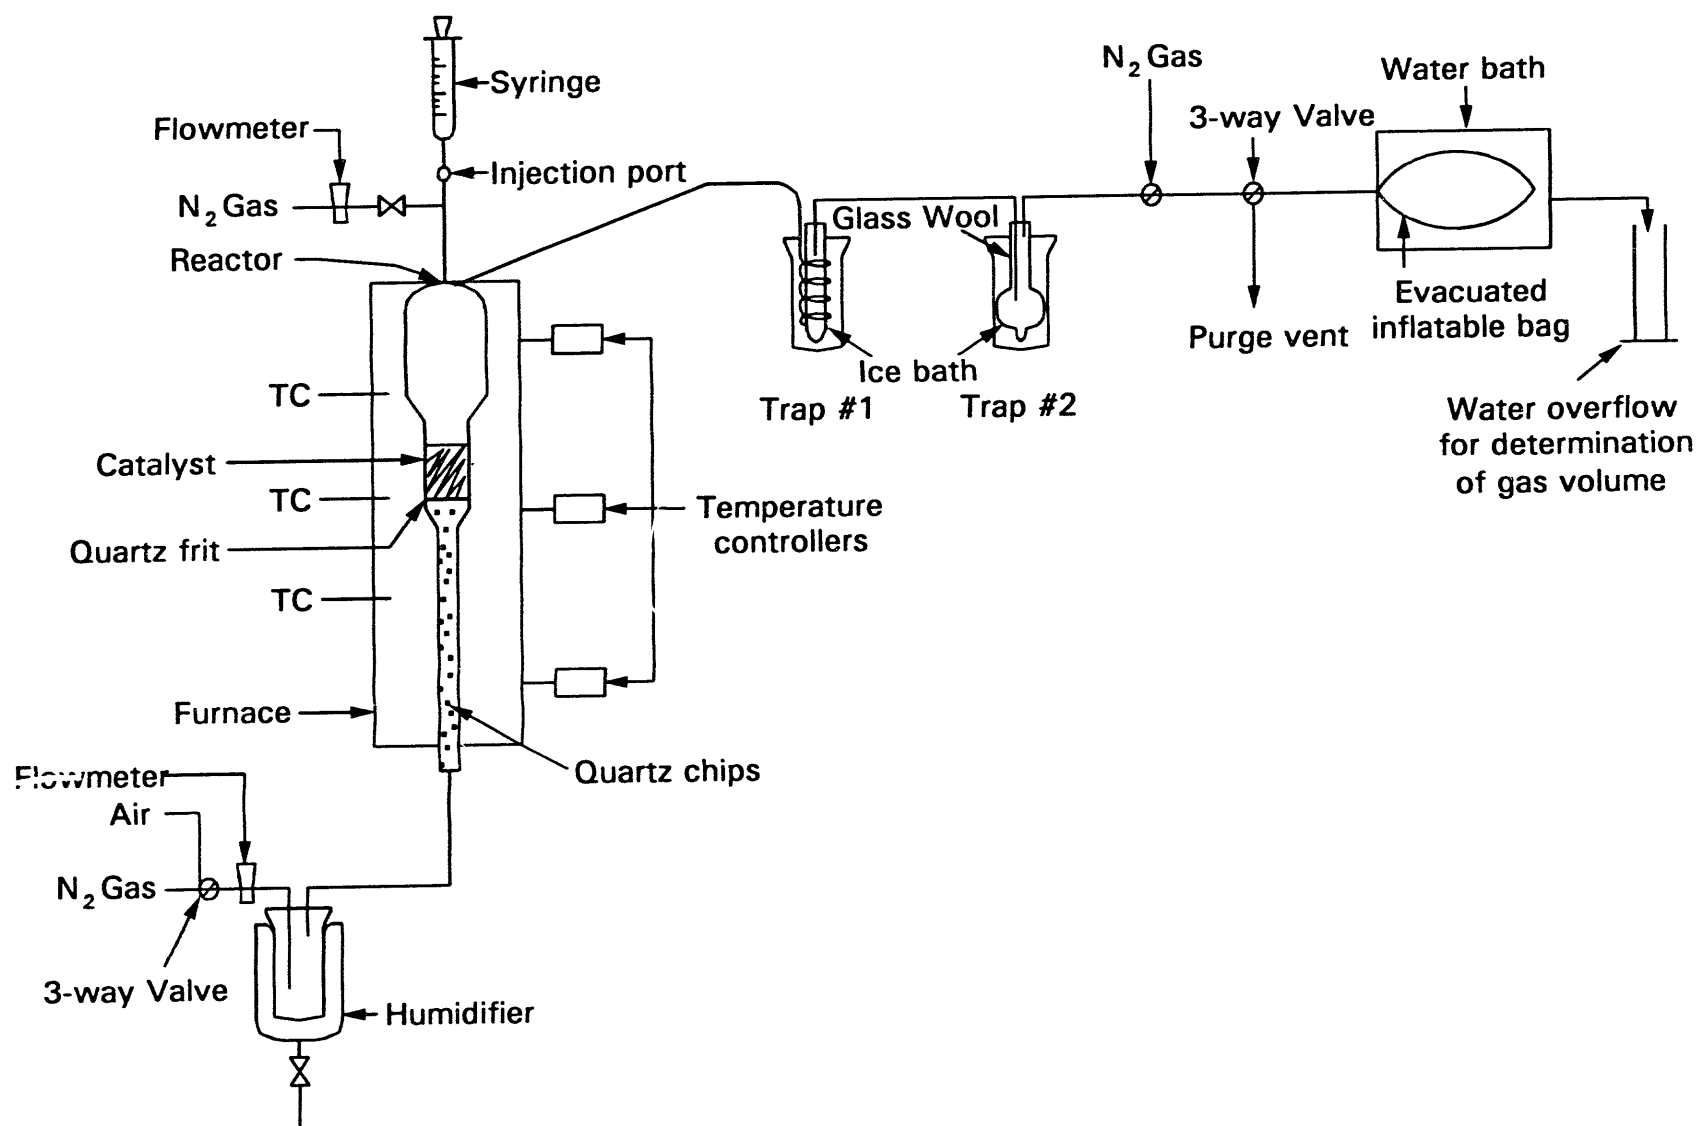 Syringe
Flowmeter
Injection port
N2 Gas
Reactor
TC
Catalyst
TC
Quartz frit
TC
Furnace
Temperature
controllers
Quartz chips
Flowmeter
Air
N2 Gas
3-way Valve
Humidifier
Glass Wool
Ice bath
Trap #1
Trap #2
N2 Gas
3-way Valve
Purge vent
Water bath
Evacuated
inflatable bag
Water overflow
for determination
of gas volume